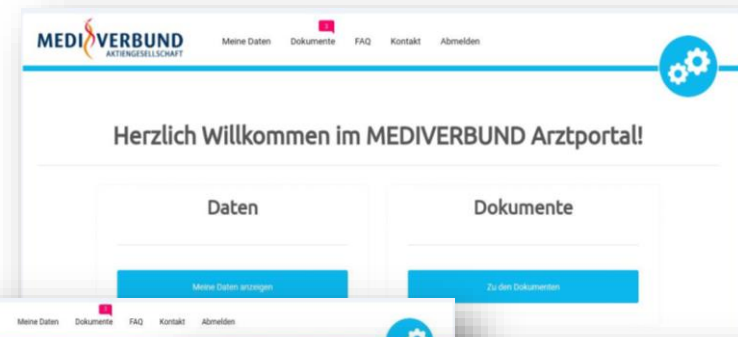 MEDIVERBUND
AKTIENGESELLSCHAFT
Meine Daten Dokumente FAQ Kontakt Abmelden
Herzlich Willkommen im MEDIVERBUND Arztportal!
Daten
Dokumente
Meine Daten anzeigen
Zu den Dokumenten
Meine Daten Dokumente FAQ Kontakt Abmelden